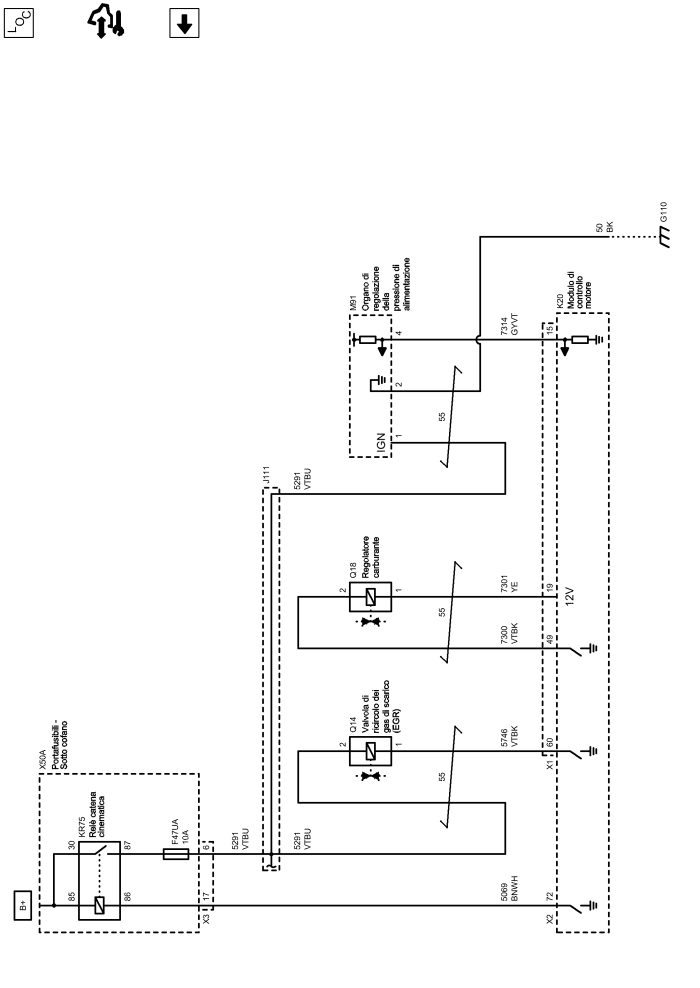 LOC
B+
X50A
Portafusibili -
Sotto cofano
85
30
KR75
Relè catena
cinematica
86
87
F47UA
10A
X3
17
6
5291
VTBU
J111
5291
VTBU
5291
VTBU
2
Q14
Valvola di
ricircolo dei
gas di scarico
(EGR)
1
2
Q18
Regolatore
carburante
1
M91
Organo di
regolazione
della
pressione di
alimentazione
IGN
1
2
4
55
55
55
5069
BNWH
5746
VTBK
7300
VTBK
7301
YE
7314
GYVT
50
BK
G110
X2
72
X1
60
49
19
15
12V
K20
Modulo di
controllo
motore